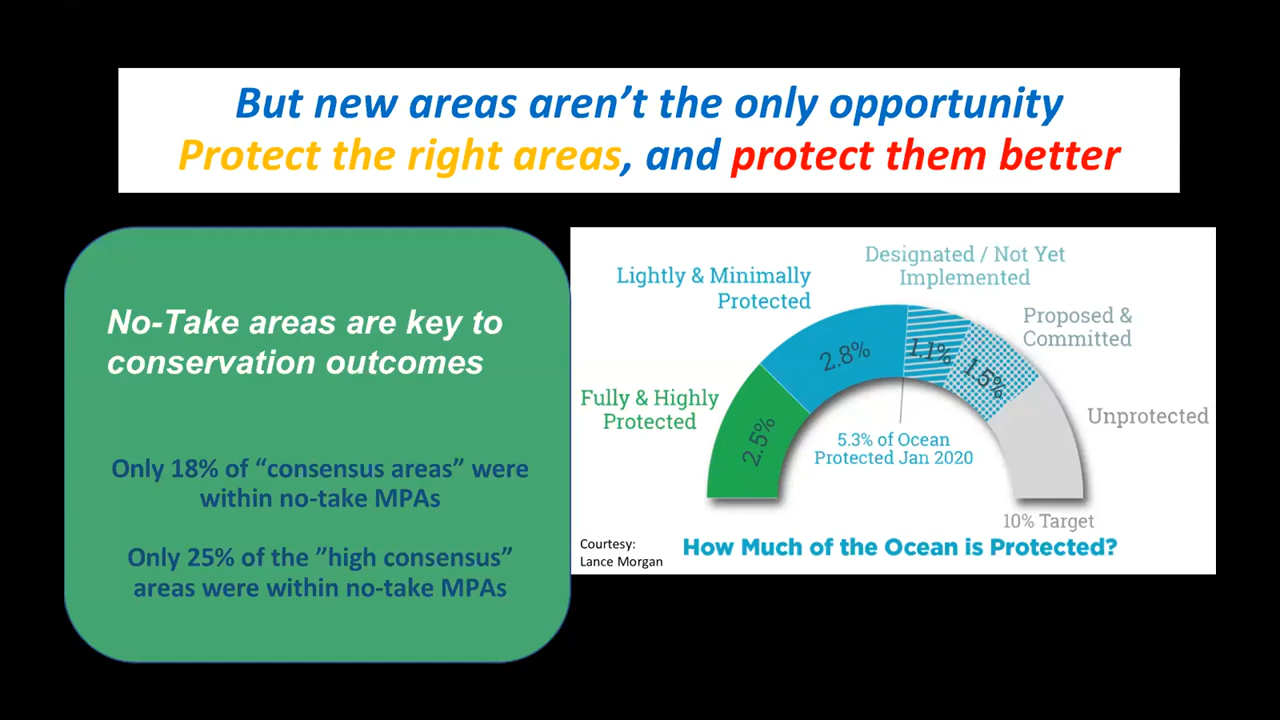 But new areas aren’t the only opportunity
Protect the right areas, and protect them better
No-Take areas are key to
conservation outcomes
Only 18% of “consensus areas” were
within no-take MPAs
Only 25% of the ”high consensus”
areas were within no-take MPAs
Designated / Not Yet
Implemented
Lightly & Minimally
Protected
Proposed &
Committed
Fully & Highly
Protected
Unprotected
2.5%
2.8%
1.1%
1.5%
5.3% of Ocean
Protected Jan 2020
10% Target
Courtesy:
Lance Morgan
How Much of the Ocean is Protected?